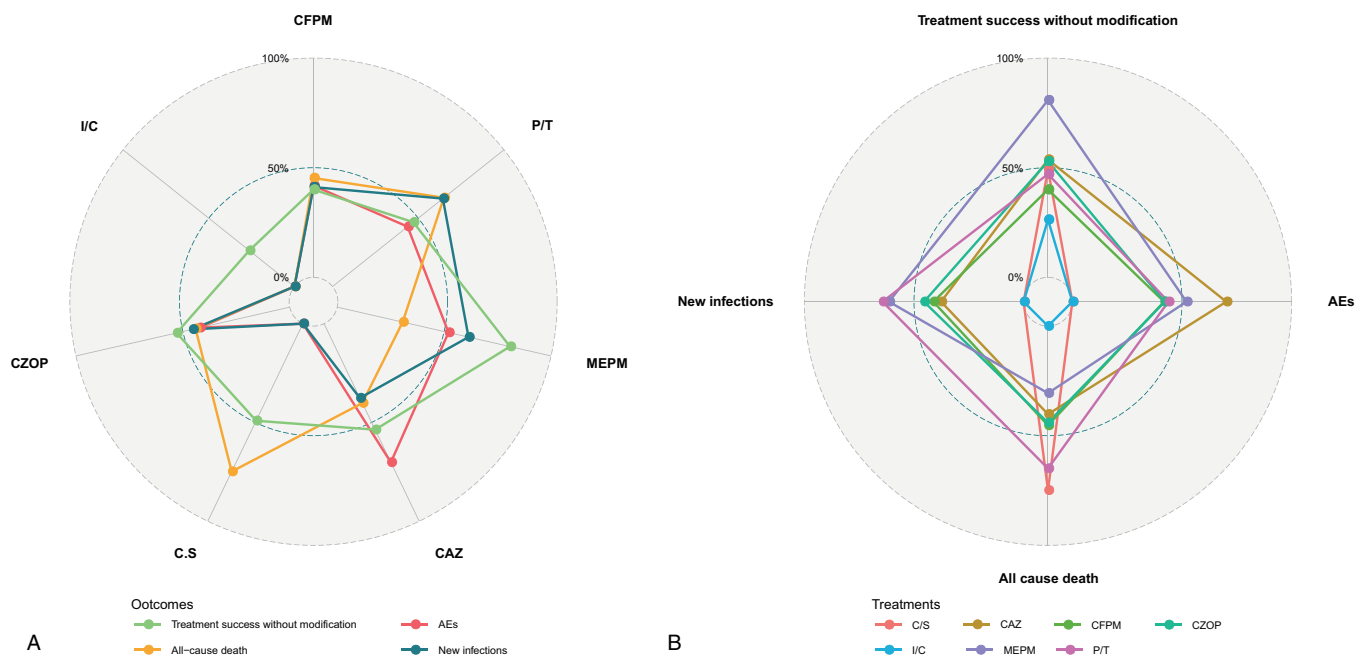 CFPM
100%
50%
0%
P/T
MEPM
CAZ
C.S
CZOP
I/C
Ootcomes
Treatment success without modification
AEs
All−cause death
New infections
A
Treatment success without modification
100%
50%
0%
New infections
AEs
All cause death
Treatments
C/S
CAZ
CFPM
CZOP
I/C
MEPM
P/T
B